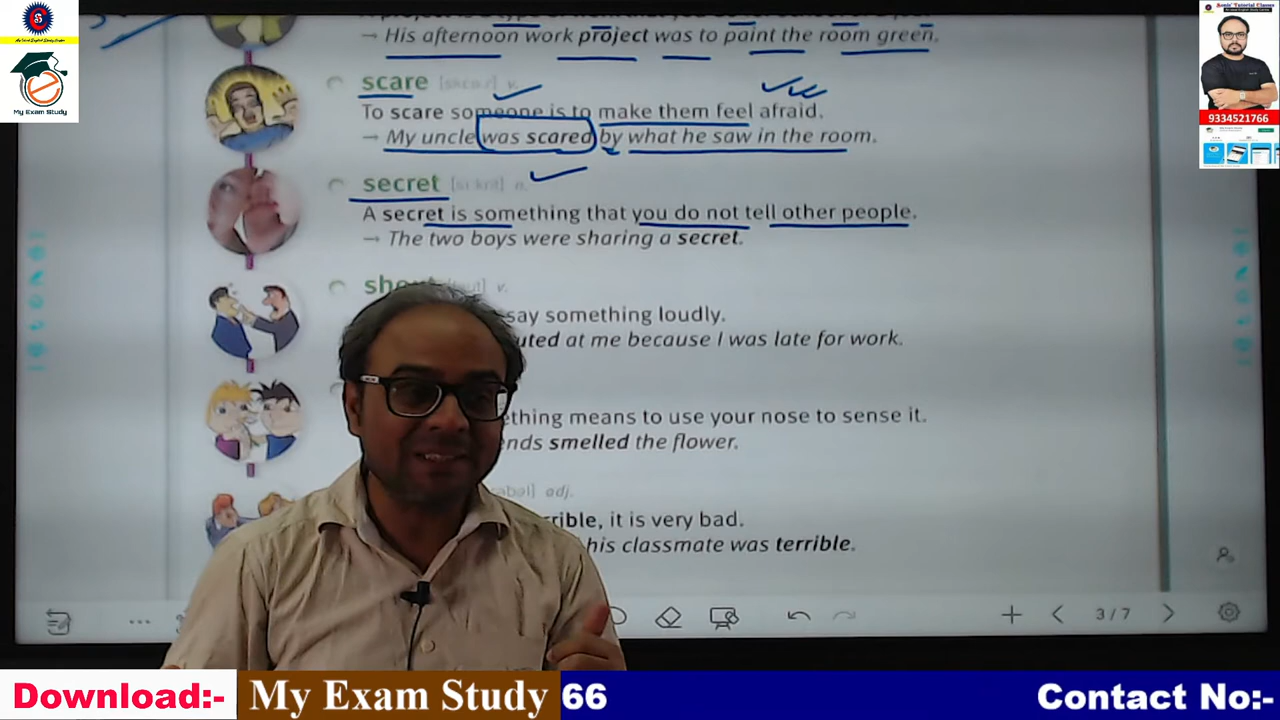 → His afternoon work project was to paint the room green.
scare v.
To scare someone is to make them feel afraid.
→ My uncle was scared by what he saw in the room.
secret n.
A secret is something that you do not tell other people.
→ The two boys were sharing a secret.
v.
say something loudly.
at me because I was late for work.
means to use your nose to sense it.
smelled the flower.
adj.
it is very bad.
his classmate was terrible.
3/7
My Exam Study
Sonic Tutorial Classes
9334521766
Download:- My Exam Study 66 Contact No:-